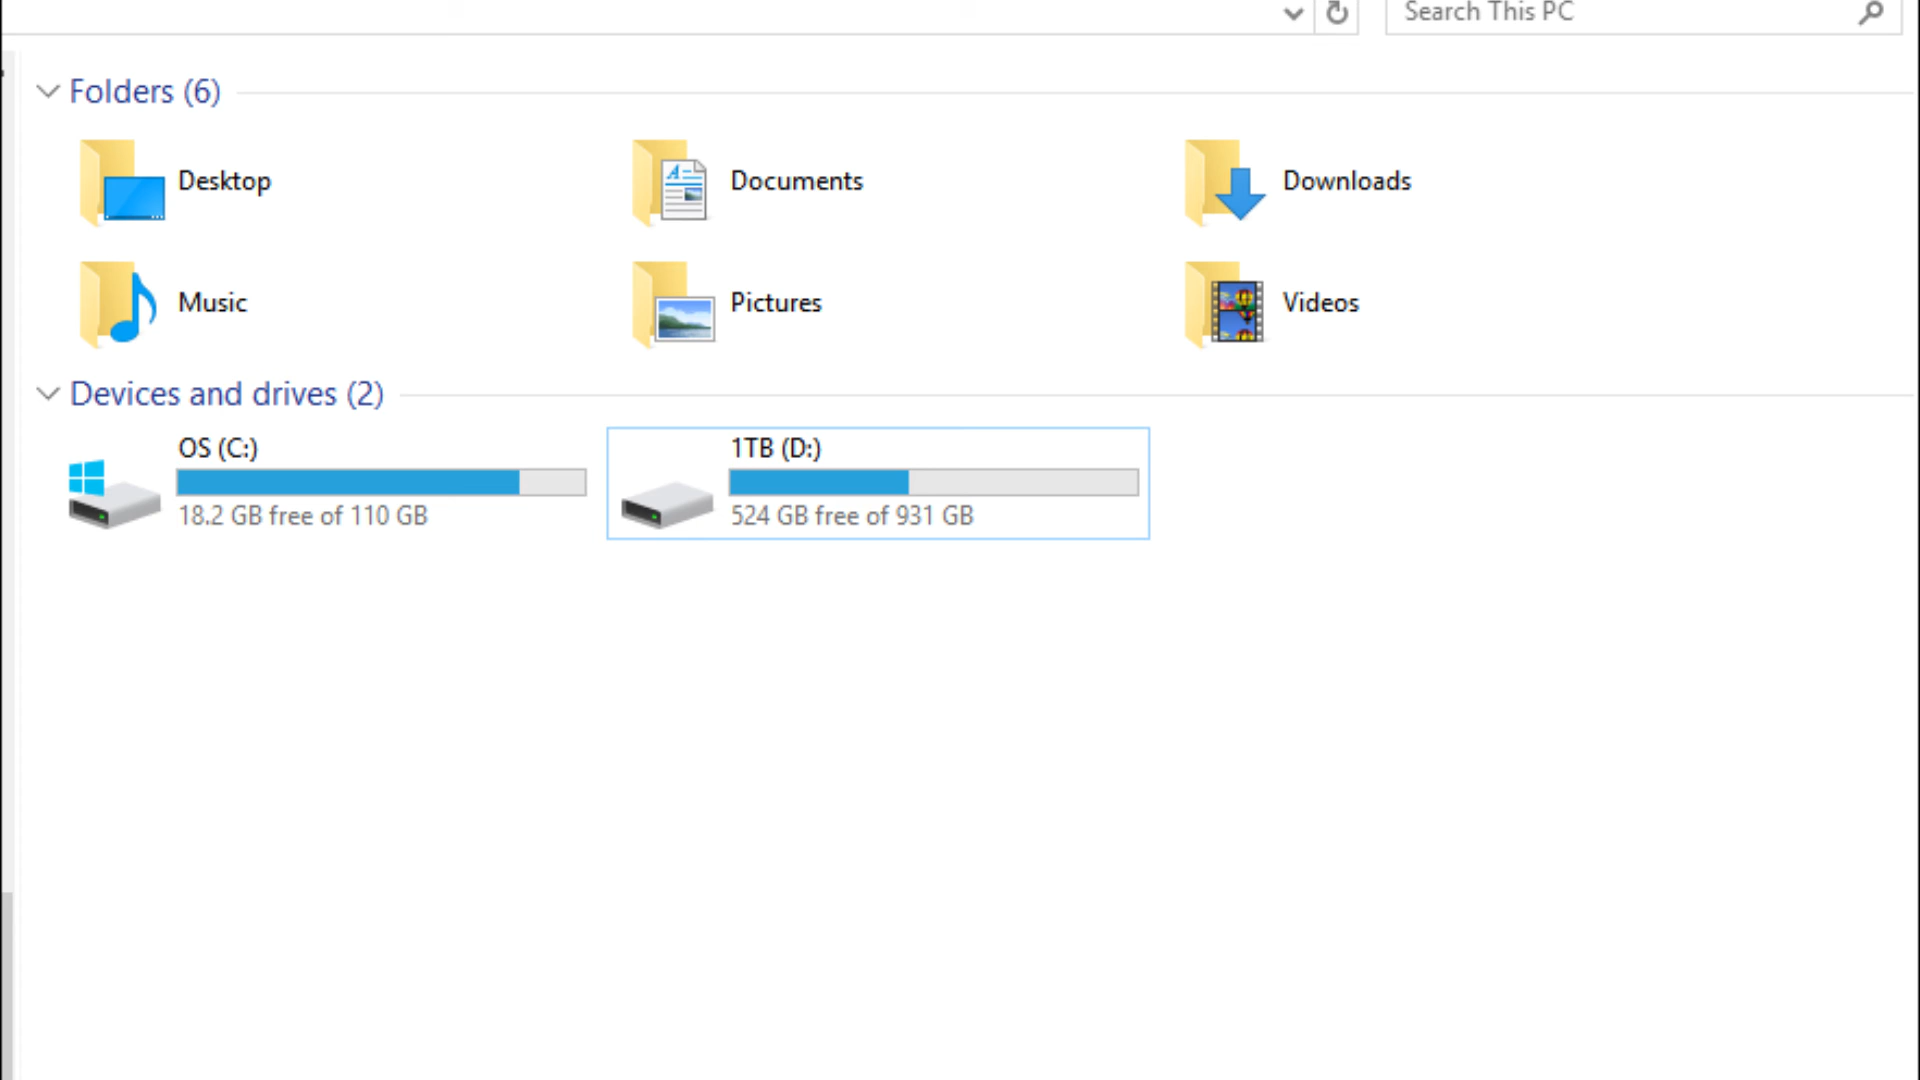 Search This PC
Folders (6)
Desktop
Documents
Downloads
Music
Pictures
Videos
Devices and drives (2)
OS (C:)
18.2 GB free of 110 GB
1TB (D:)
524 GB free of 931 GB